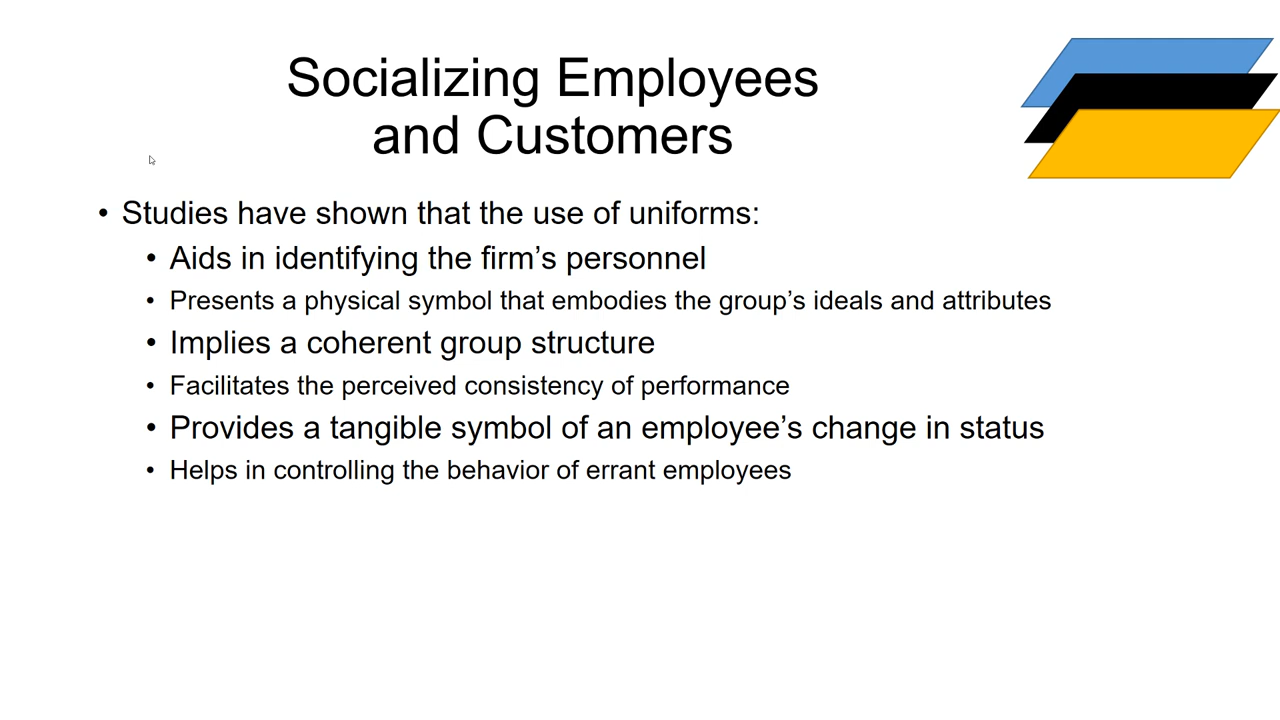 Socializing Employees
and Customers
• Studies have shown that the use of uniforms:
• Aids in identifying the firm’s personnel
• Presents a physical symbol that embodies the group’s ideals and attributes
• Implies a coherent group structure
• Facilitates the perceived consistency of performance
• Provides a tangible symbol of an employee’s change in status
• Helps in controlling the behavior of errant employees